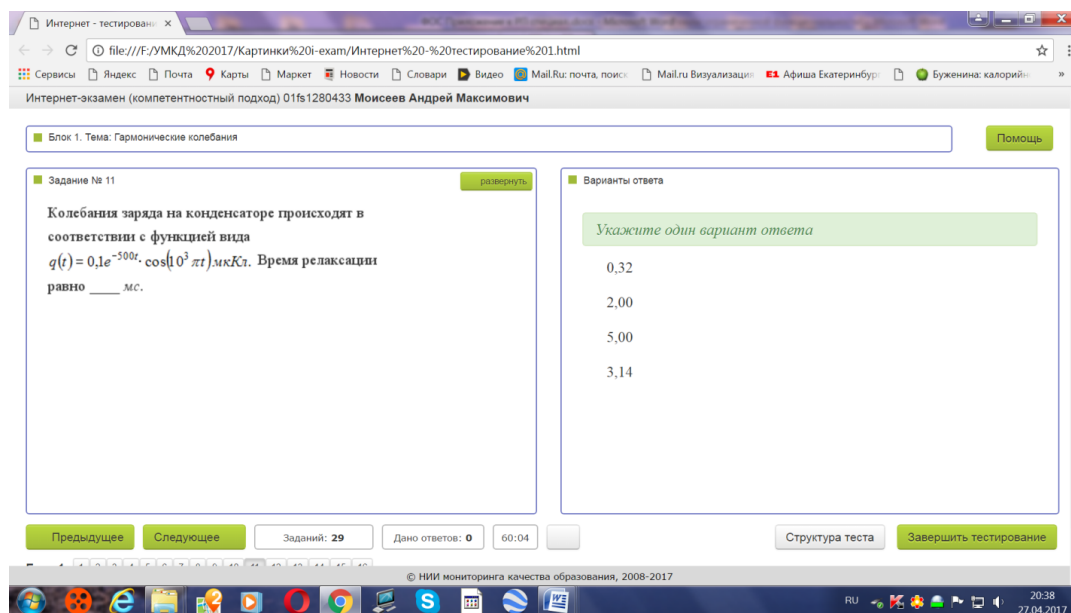 Интернет - тестировани
file:///F:/УМКД%202017/Картинки%20i-exam/Интернет%20-%20тестирование%201.html
Сервисы Яндекс Почта Карты Маркет Новости Словари Видео Mail.Ru: почта, поиск Mail.ru Визуализация E1 Афиша Екатеринбур Буженина: калорийн »
Интернет-экзамен (компетентностный подход) 01fs1280433 Моисеев Андрей Максимович
Блок 1. Тема: Гармонические колебания
Помощь
Задание № 11
развернуть
Колебания заряда на конденсаторе происходят в
соответствии с функцией вида
q(t) = 0,1e^{-500t} · cos(10^3 πt) мкКл. Время релаксации
равно ____ мс.
Варианты ответа
Укажите один вариант ответа
0,32
2,00
5,00
3,14
Предыдущее Следующее Заданий: 29 Дано ответов: 0 60:04 Структура теста Завершить тестирование
© НИИ мониторинга качества образования, 2008-2017
RU 20:38
27.04.2017